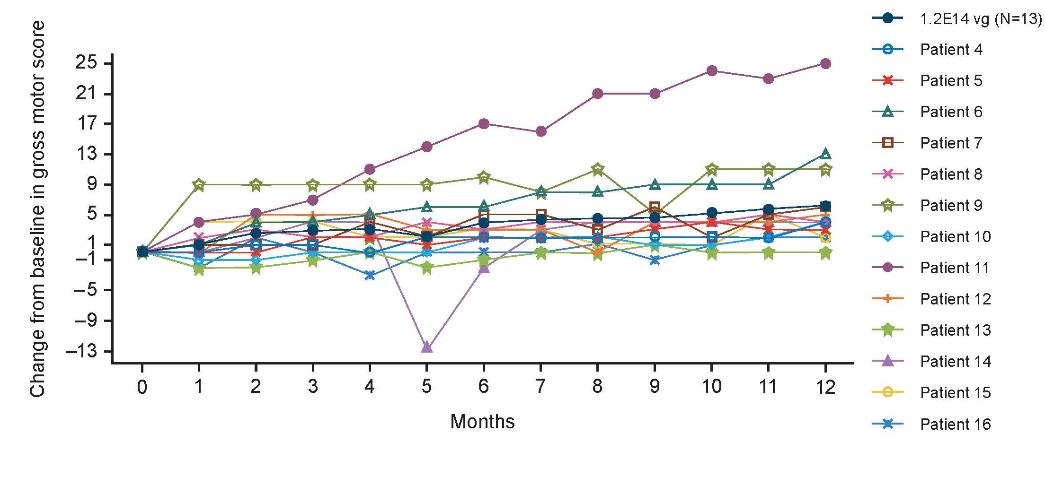 Change from baseline in gross motor score
25
21
17
13
9
5
1
–1
–5
–9
–13
0 1 2 3 4 5 6 7 8 9 10 11 12
Months
1.2E14 vg (N=13)
Patient 4
Patient 5
Patient 6
Patient 7
Patient 8
Patient 9
Patient 10
Patient 11
Patient 12
Patient 13
Patient 14
Patient 15
Patient 16